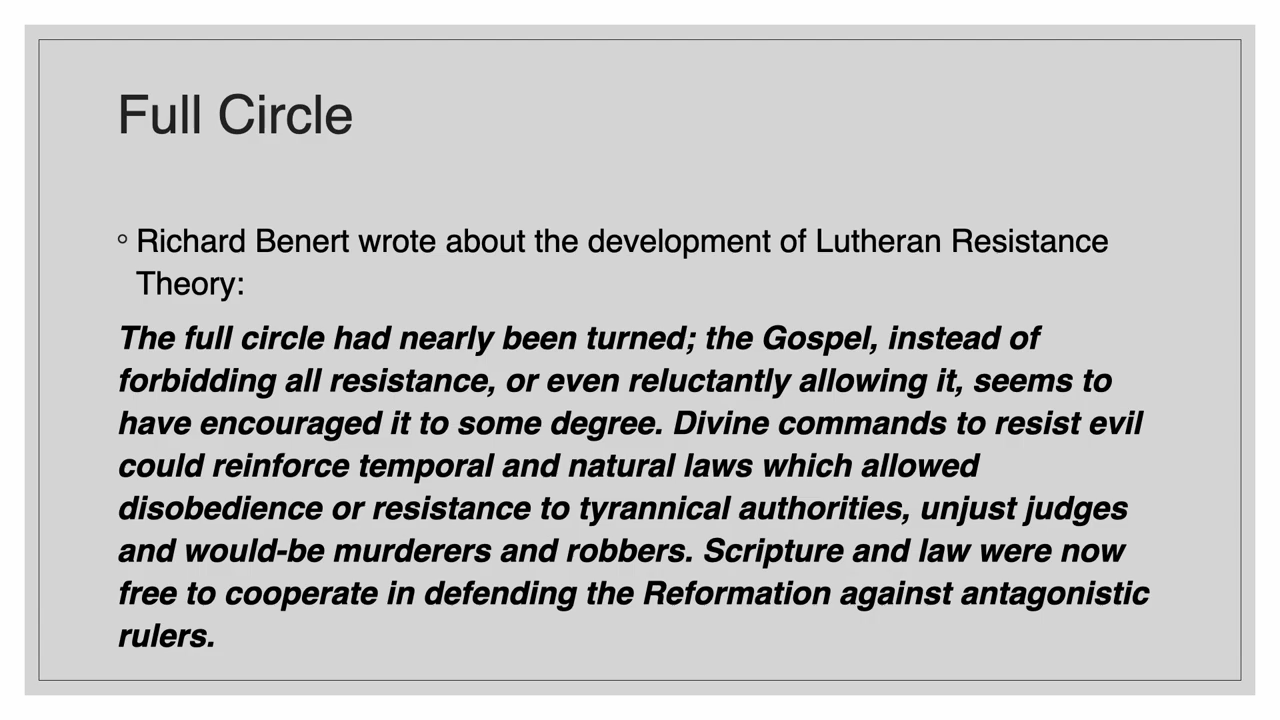 Full Circle
◦ Richard Benert wrote about the development of Lutheran Resistance
Theory:
The full circle had nearly been turned; the Gospel, instead of
forbidding all resistance, or even reluctantly allowing it, seems to
have encouraged it to some degree. Divine commands to resist evil
could reinforce temporal and natural laws which allowed
disobedience or resistance to tyrannical authorities, unjust judges
and would-be murderers and robbers. Scripture and law were now
free to cooperate in defending the Reformation against antagonistic
rulers.